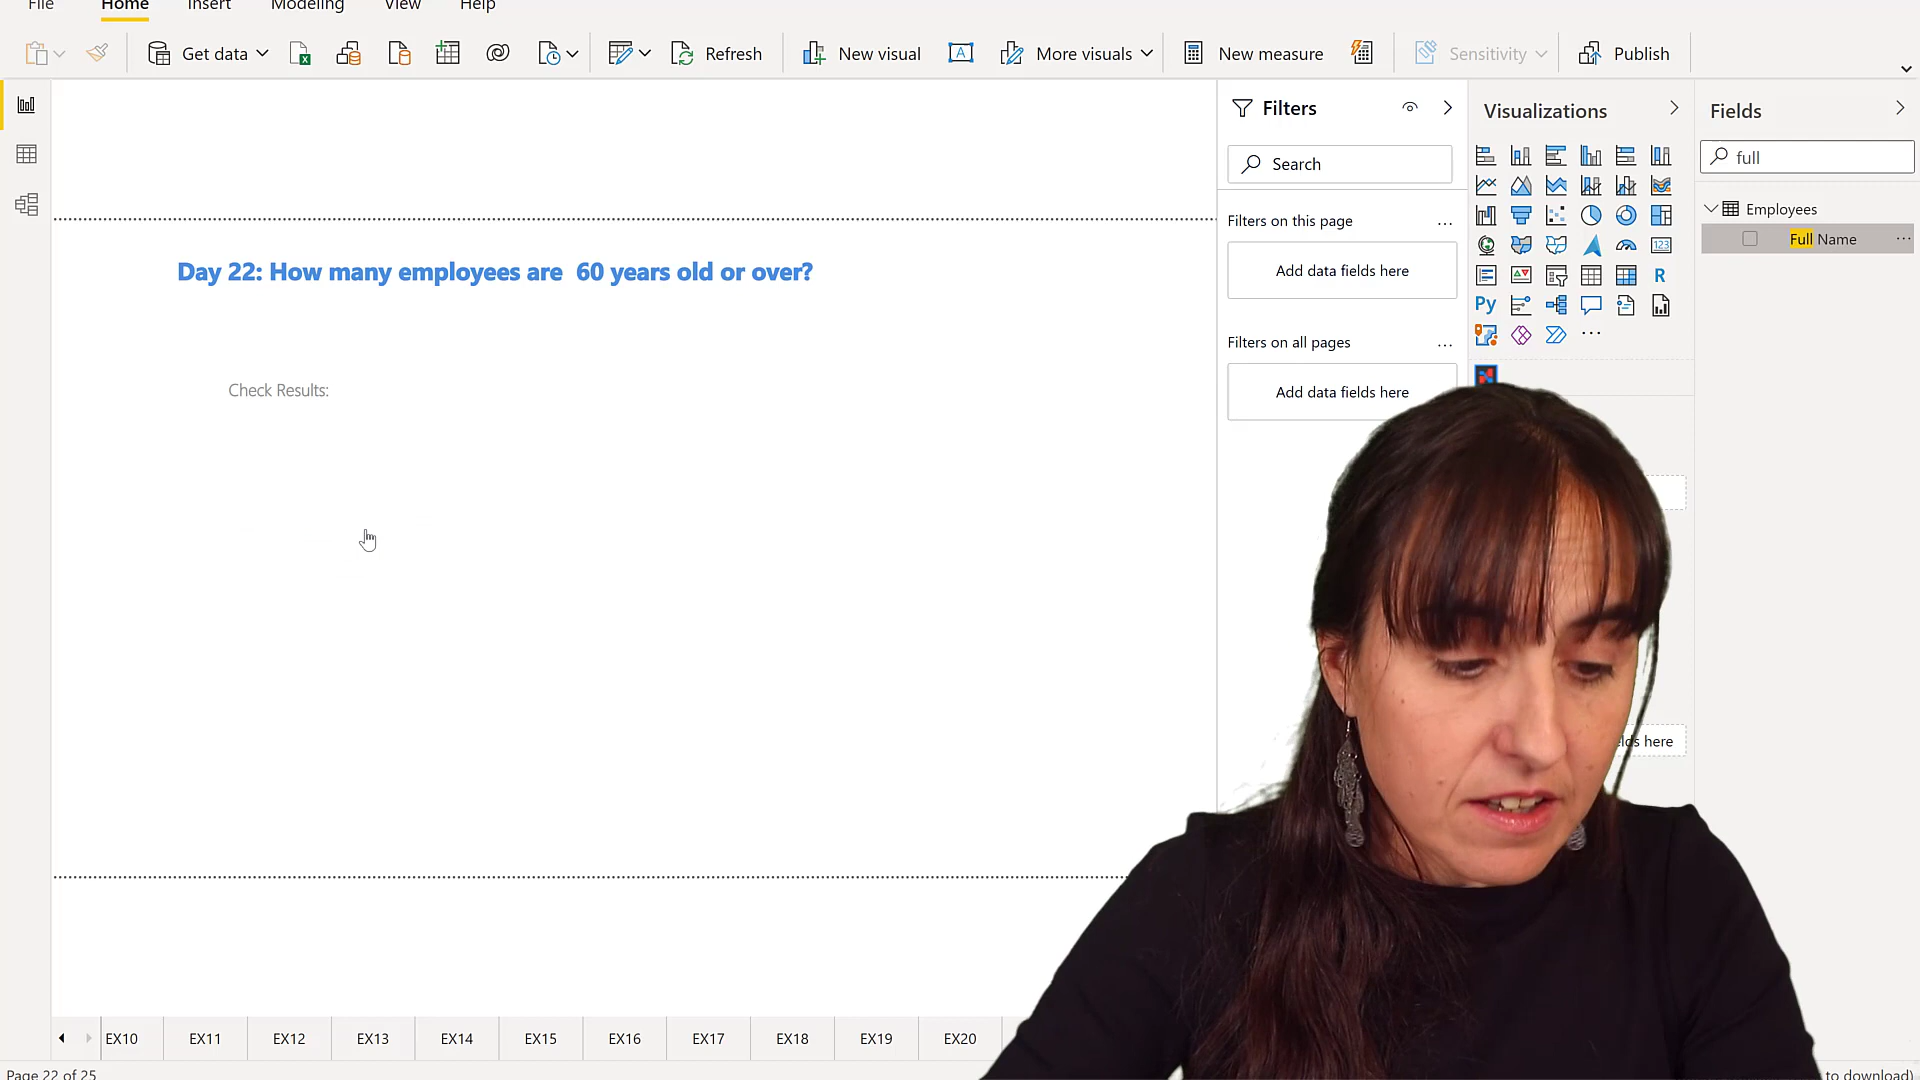 File Home Insert Modeling View Help
Get data Refresh New visual More visuals New measure Sensitivity Publish
Filters Visualizations Fields
Search full
Filters on this page
Add data fields here
Filters on all pages
Add data fields here
Employees
Full Name
123
R
Py
Day 22: How many employees are 60 years old or over?
Check Results:
lds here
EX10 EX11 EX12 EX13 EX14 EX15 EX16 EX17 EX18 EX19 EX20
Page 22 of 25
to download)